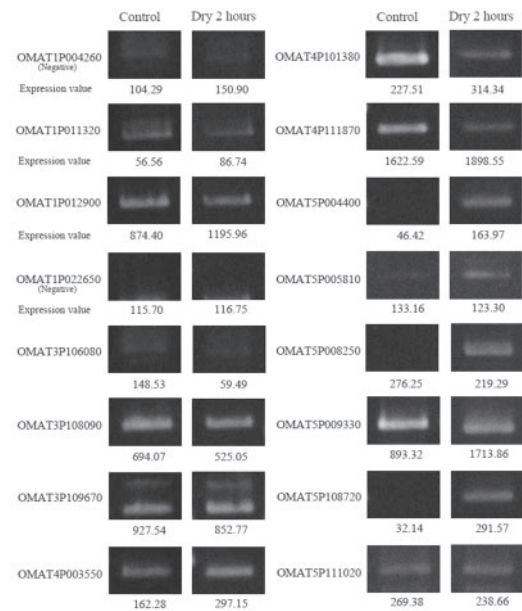 Control Dry 2 hours
OMAT1P004260
(Negative)
Expression value 104.29 150.90
OMAT1P011320
Expression value 56.56 86.74
OMAT1P012900
Expression value 874.40 1195.96
OMAT1P022650
(Negative)
Expression value 115.70 116.75
OMAT3P106080
148.53 59.49
OMAT3P108090
694.07 525.05
OMAT3P109670
927.54 852.77
OMAT4P003550
162.28 297.15
Control Dry 2 hours
OMAT4P101380
227.51 314.34
OMAT4P111870
1622.59 1898.55
OMAT5P004400
46.42 163.97
OMAT5P005810
133.16 123.30
OMAT5P008250
276.25 219.29
OMAT5P009330
893.32 1713.86
OMAT5P108720
32.14 291.57
OMAT5P111020
269.38 238.66